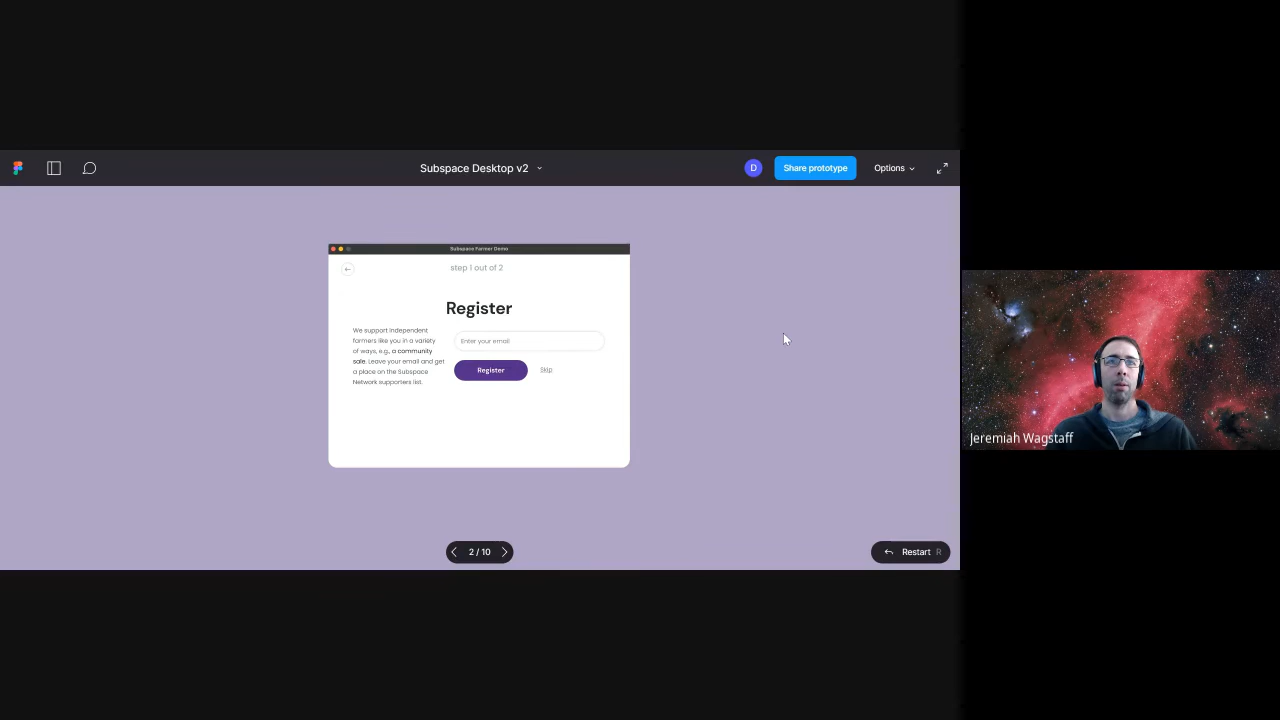 Subspace Desktop v2
D
Share prototype
Options
Subspace Farmer Demo
step 1 out of 2
Register
We support independent
farmers like you in a variety
of ways, e.g., a community
sale. Leave your email and get
a place on the Subspace
Network supporters list.
Enter your email
Register
Skip
2 / 10
Restart R
Jeremiah Wagstaff